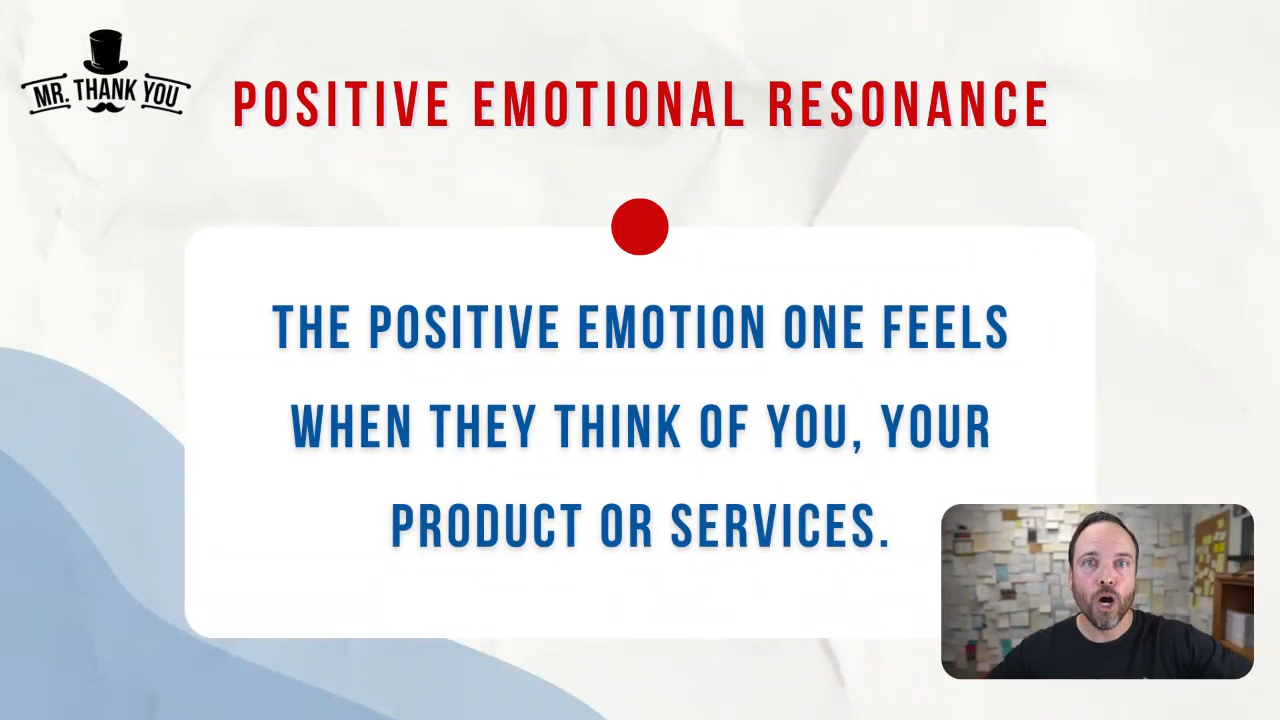 MR. THANK YOU
POSITIVE EMOTIONAL RESONANCE
THE POSITIVE EMOTION ONE FEELS
WHEN THEY THINK OF YOU, YOUR
PRODUCT OR SERVICES.